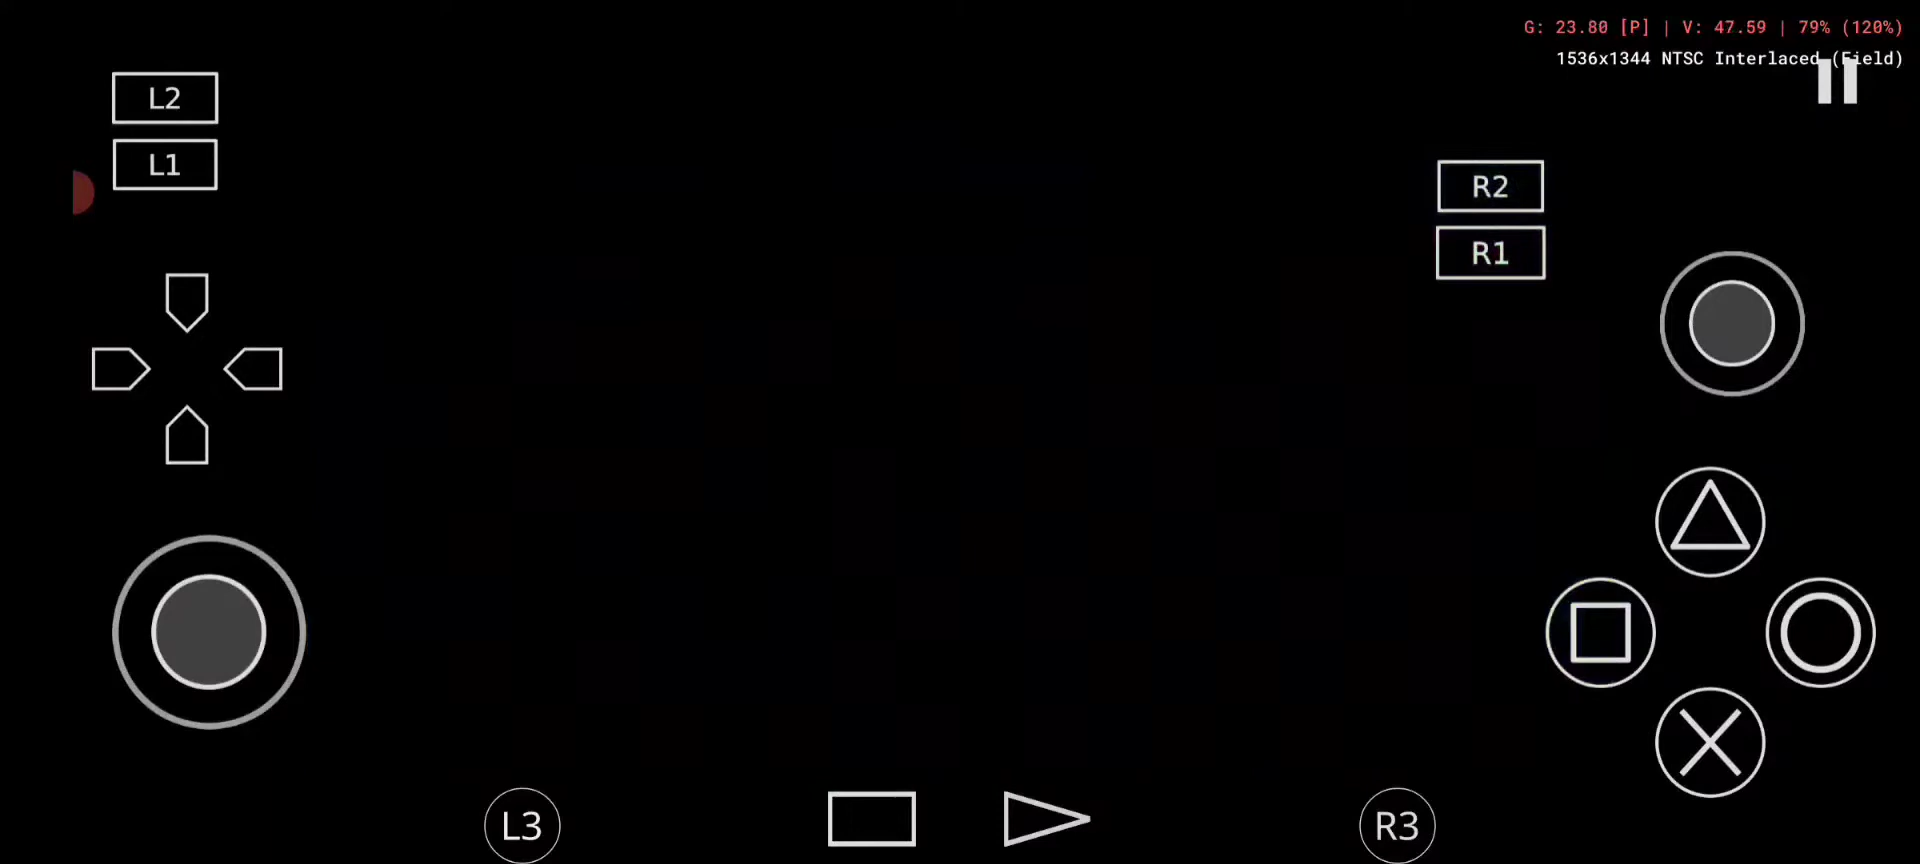 G: 23.80 [P] | V: 47.59 | 79% (120%)
1536x1344 NTSC Interlaced (Field)
L2
L1
R2
R1
L3
R3